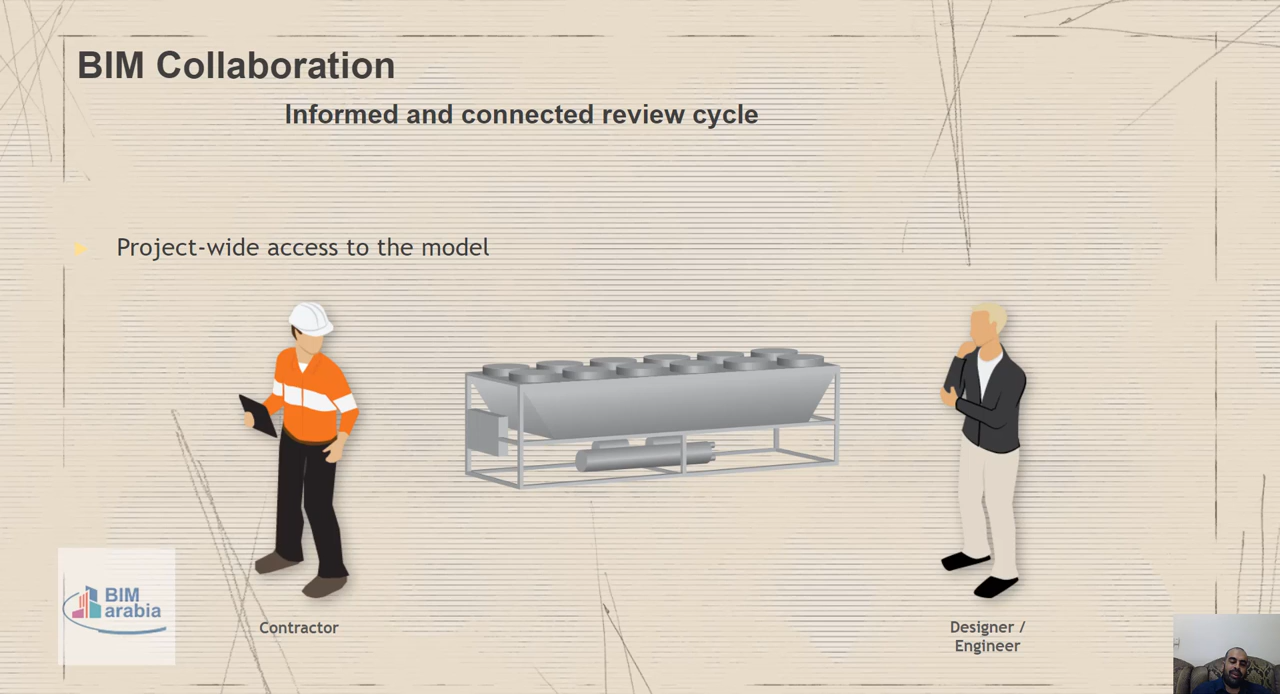 BIM Collaboration
Informed and connected review cycle
Project-wide access to the model
BIM
arabia
Contractor
Designer /
Engineer